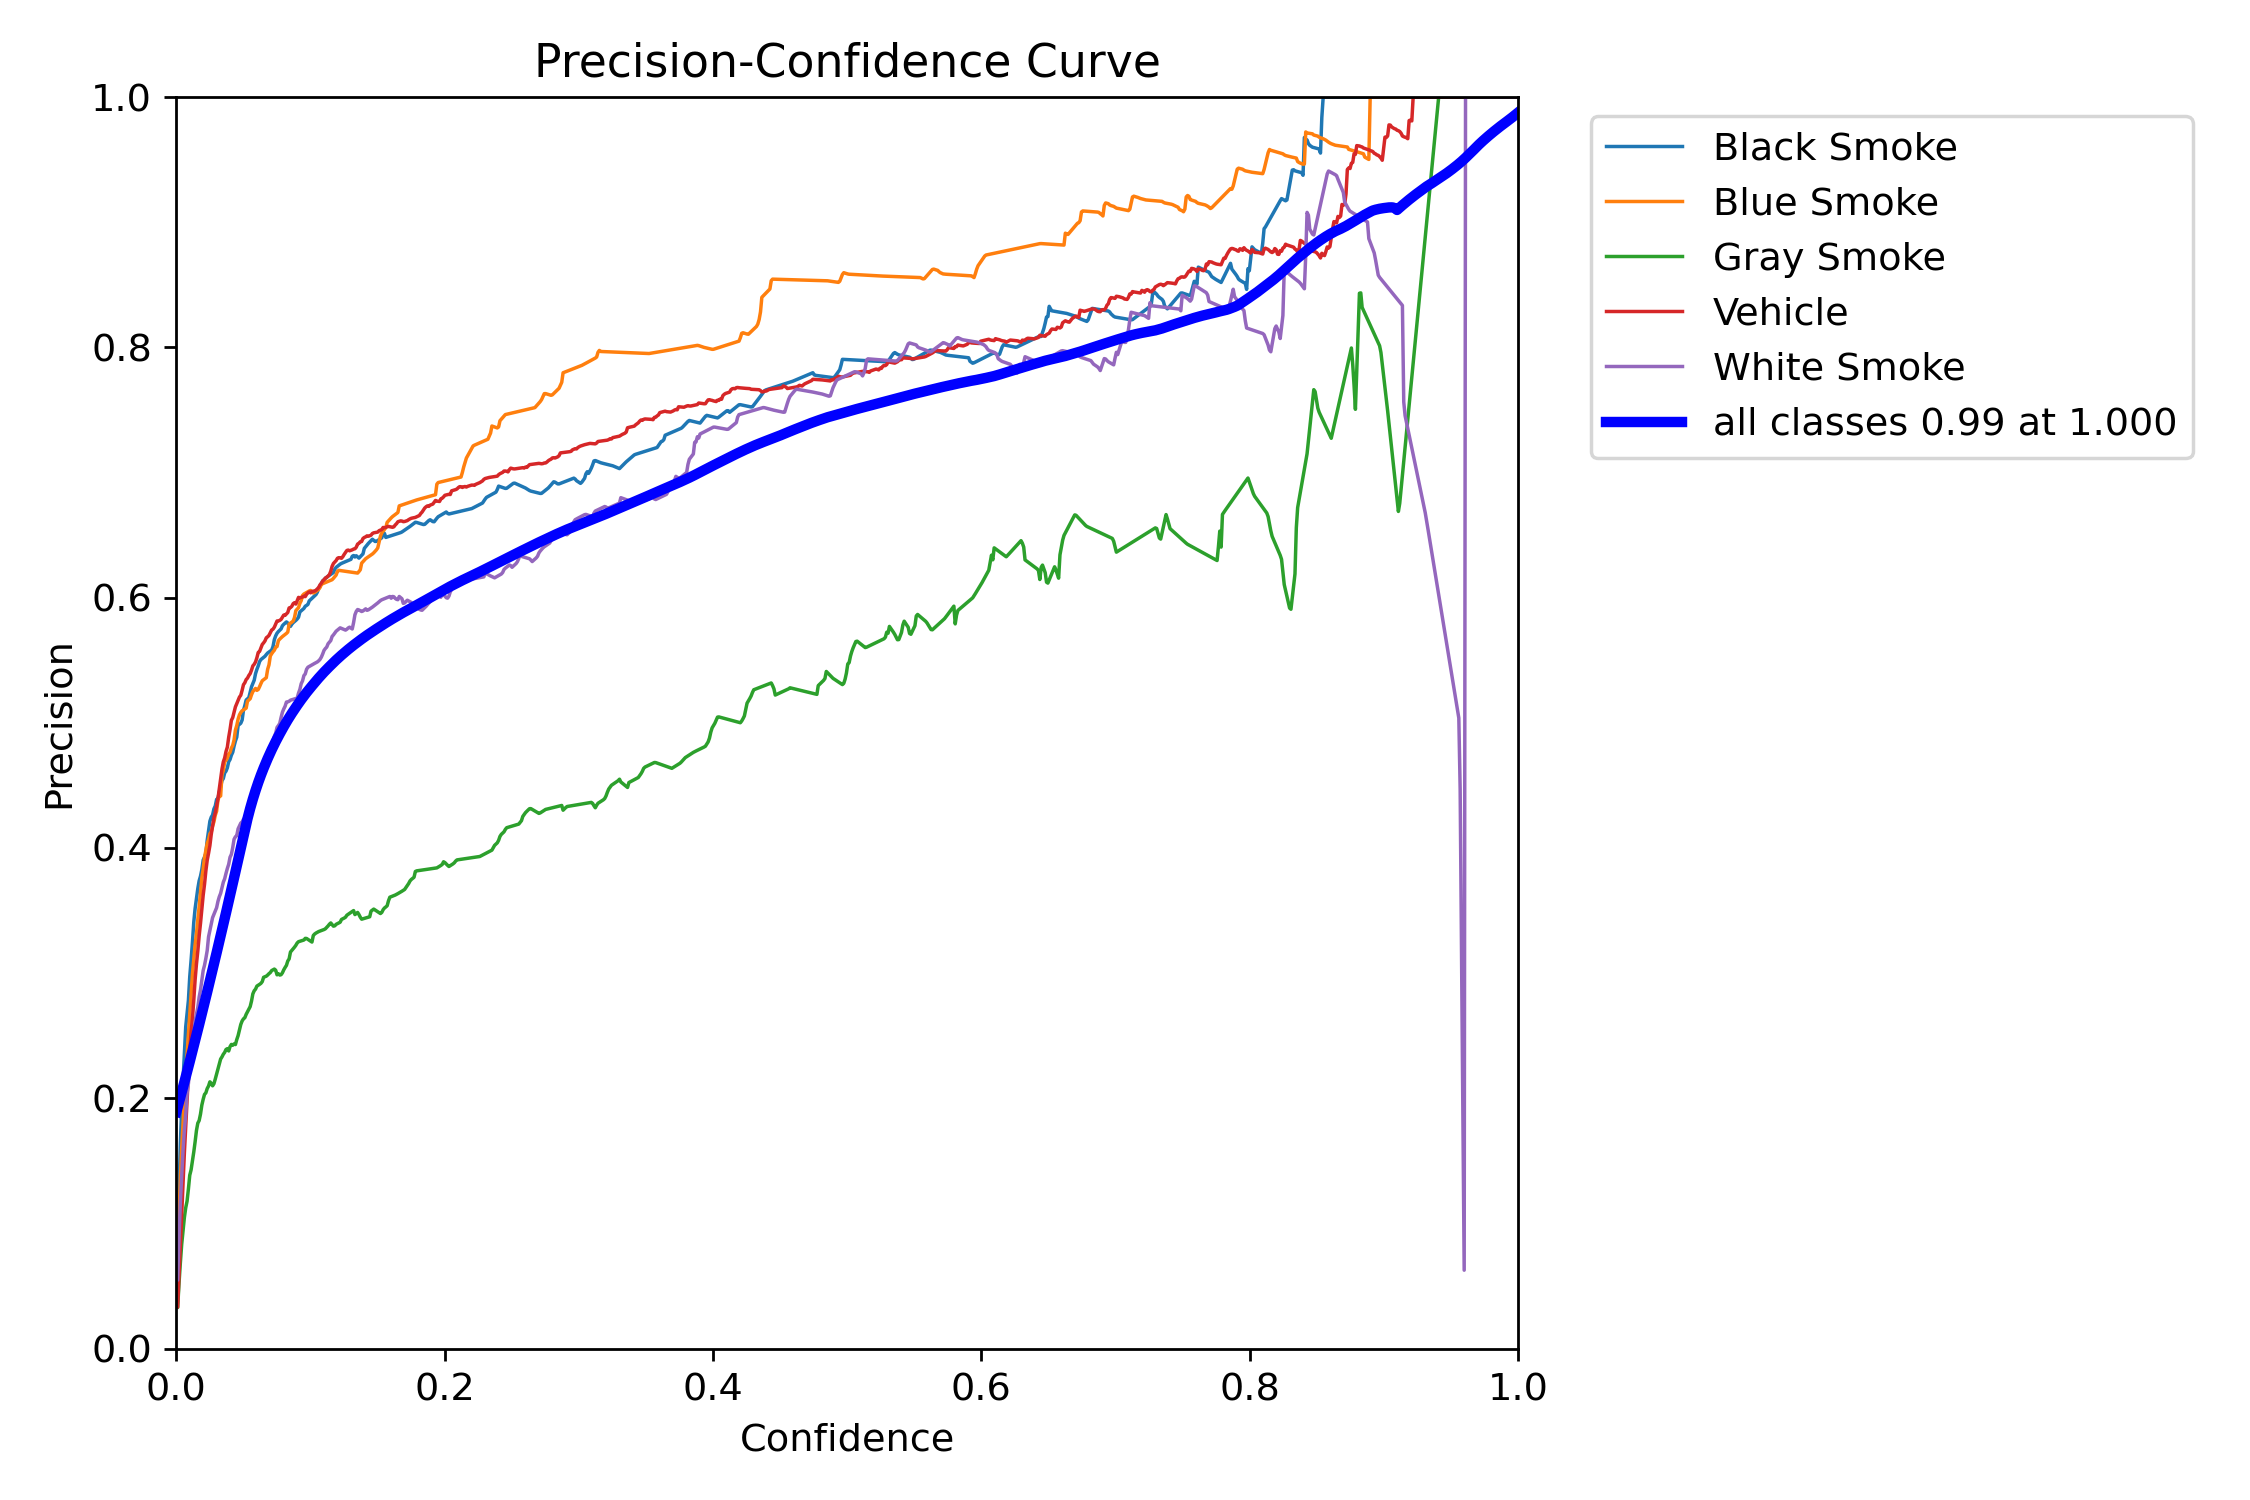 Precision-Confidence Curve
1.0
0.8
0.6
0.4
0.2
0.0
Precision
0.0 0.2 0.4 0.6 0.8 1.0
Confidence
Black Smoke
Blue Smoke
Gray Smoke
Vehicle
White Smoke
all classes 0.99 at 1.000